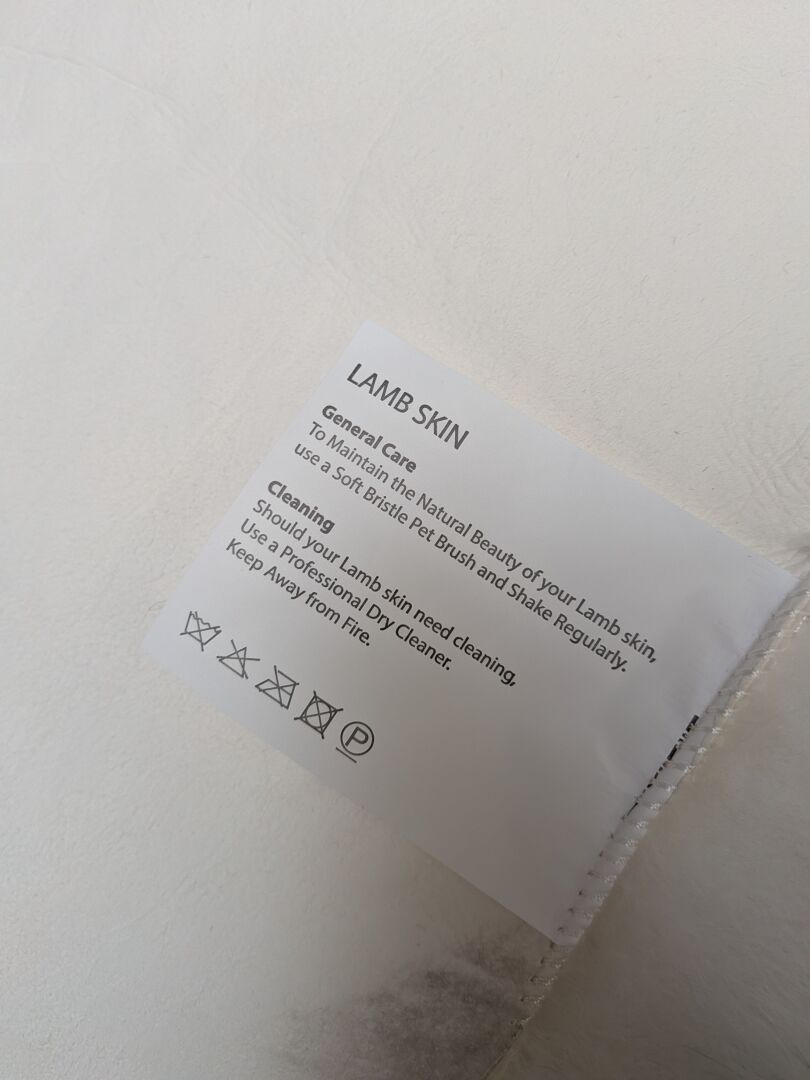 LAMB SKIN
General Care
To Maintain the Natural Beauty of your Lamb skin,
use a Soft Bristle Pet Brush and Shake Regularly.
Cleaning
Should your Lamb skin need cleaning,
Use a Professional Dry Cleaner.
Keep Away from Fire.
P